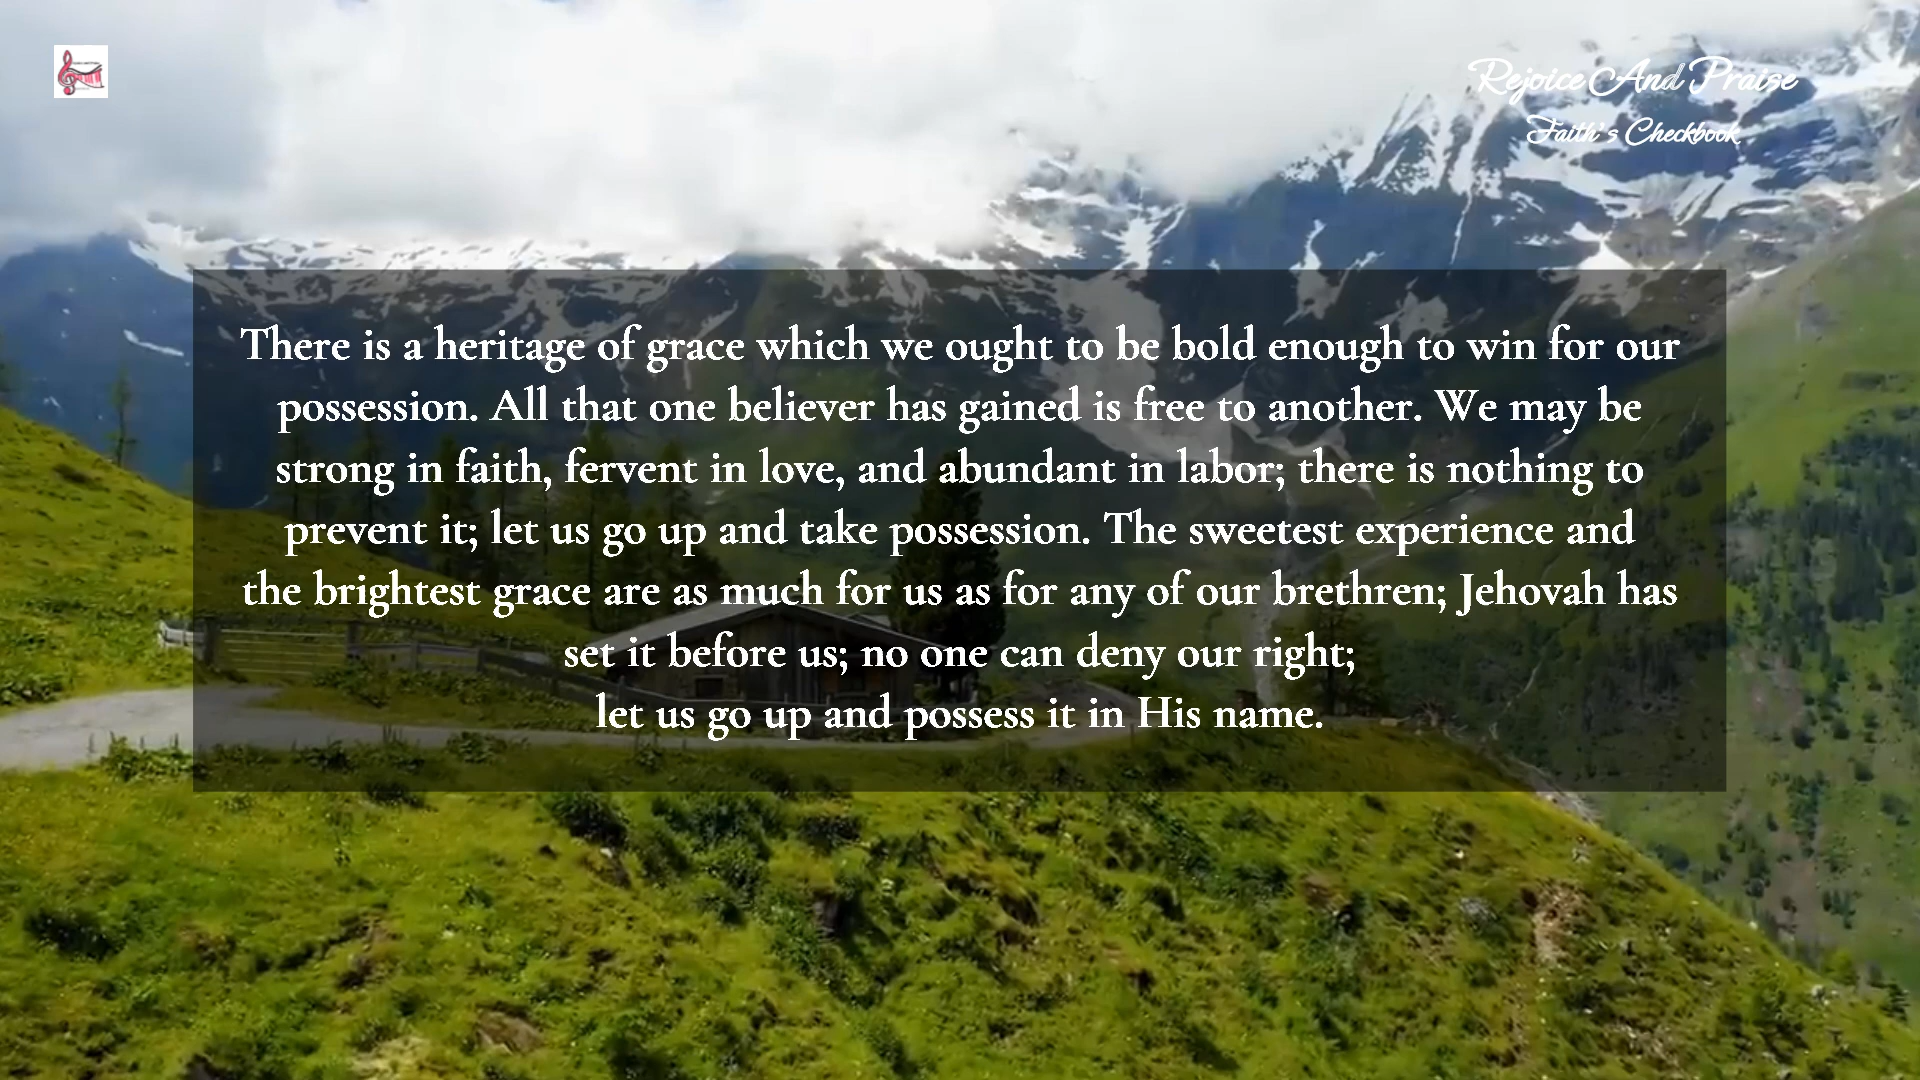 Rejoice And Praise
Faith's Checkbook
There is a heritage of grace which we ought to be bold enough to win for our
possession. All that one believer has gained is free to another. We may be
strong in faith, fervent in love, and abundant in labor; there is nothing to
prevent it; let us go up and take possession. The sweetest experience and
the brightest grace are as much for us as for any of our brethren; Jehovah has
set it before us; no one can deny our right;
let us go up and possess it in His name.